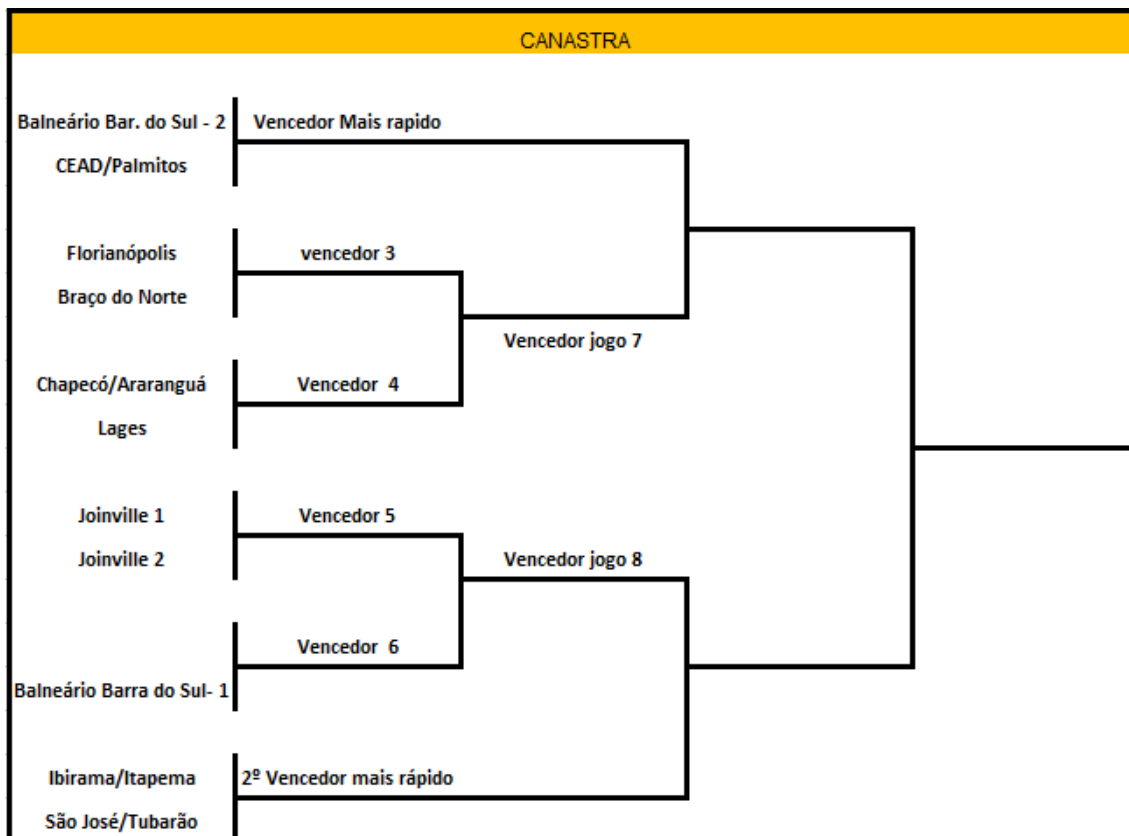 CANASTRA
Balneário Bar. do Sul - 2
Vencedor Mais rapido
CEAD/Palmitos
Florianópolis
vencedor 3
Braço do Norte
Vencedor jogo 7
Chapecó/Araranguá
Vencedor  4
Lages
Joinville 1
Vencedor 5
Joinville 2
Vencedor jogo 8
Vencedor  6
Balneário Barra do Sul- 1
Ibirama/Itapema
2º Vencedor mais rápido
São José/Tubarão